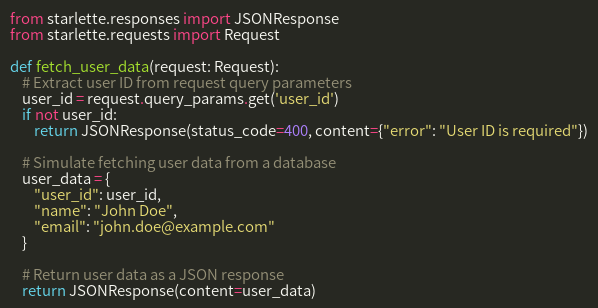 from starlette.responses import JSONResponse
from starlette.requests import Request

def fetch_user_data(request: Request):
    # Extract user ID from request query parameters
    user_id = request.query_params.get('user_id')
    if not user_id:
        return JSONResponse(status_code=400, content={"error": "User ID is required"})

    # Simulate fetching user data from a database
    user_data = {
        "user_id": user_id,
        "name": "John Doe",
        "email": "john.doe@example.com"
    }

    # Return user data as a JSON response
    return JSONResponse(content=user_data)